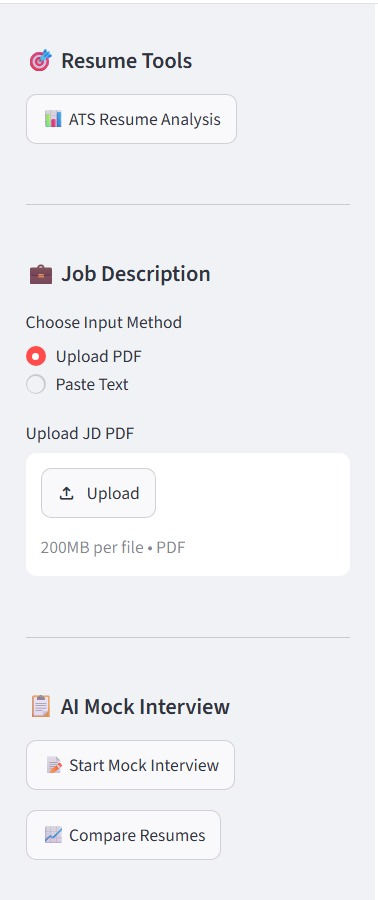 Resume Tools
ATS Resume Analysis
Job Description
Choose Input Method
Upload PDF
Paste Text
Upload JD PDF
Upload
200MB per file • PDF
AI Mock Interview
Start Mock Interview
Compare Resumes